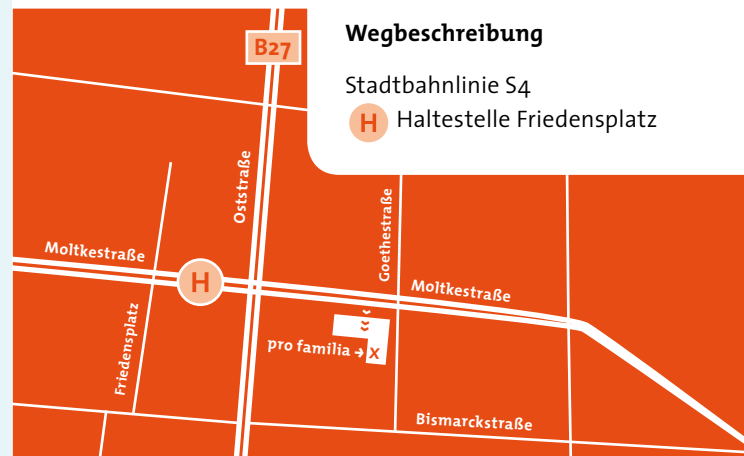 Wegbeschreibung
Stadtbahnlinie S4
H Haltestelle Friedensplatz
B27
Oststraße
Goethestraße
Moltkestraße
H
Moltkestraße
Friedensplatz
pro familia → x
Bismarckstraße